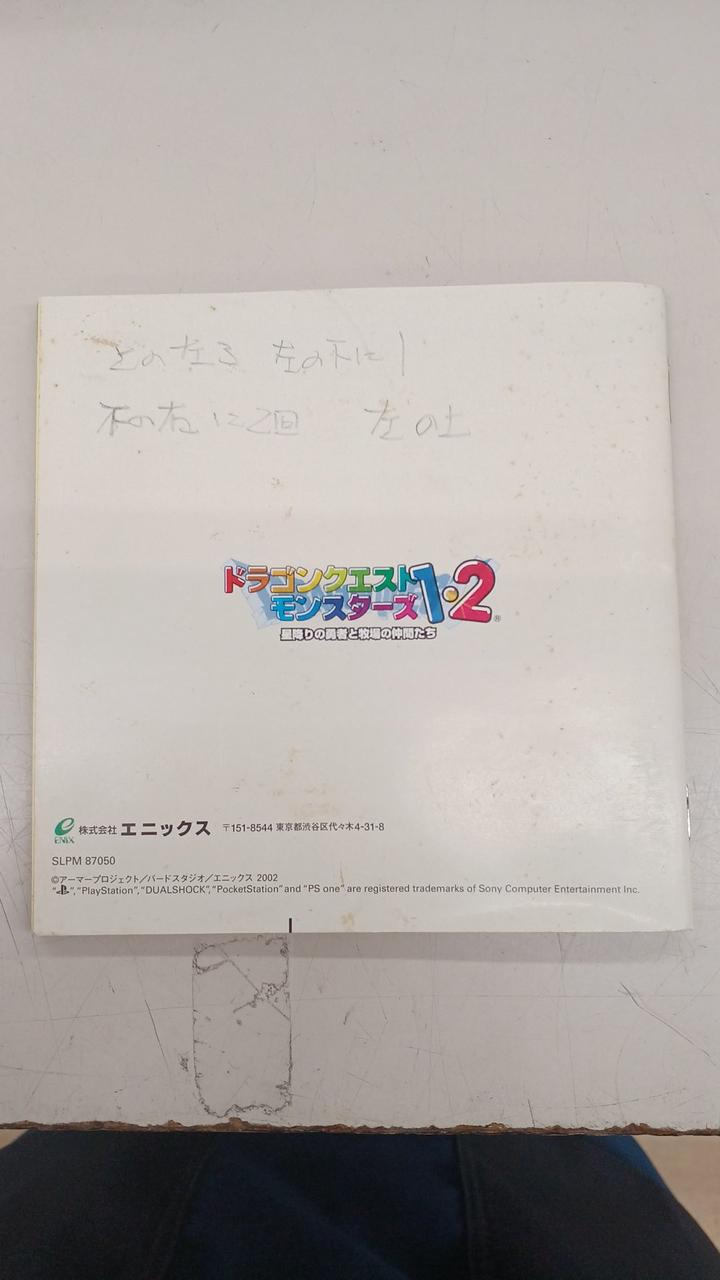 上の左3 左の下に1
下の右に2回 左の上
ドラゴンクエスト
モンスターズ1・2®
星降りの勇者と牧場の仲間たち
ENIX 株式会社 エニックス 〒151-8544 東京都渋谷区代々木4-31-8
SLPM 87050
©アーマープロジェクト/バードスタジオ/エニックス 2002
“ ”, “PlayStation”, “DUALSHOCK”, “PocketStation” and “PS one” are registered trademarks of Sony Computer Entertainment Inc.